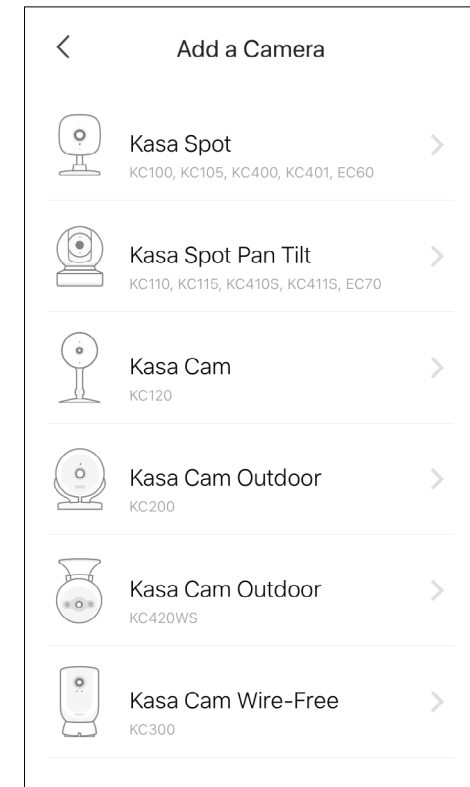 Add a Camera
Kasa Spot
KC100, KC105, KC400, KC401, EC60
Kasa Spot Pan Tilt
KC110, KC115, KC410S, KC411S, EC70
Kasa Cam
KC120
Kasa Cam Outdoor
KC200
Kasa Cam Outdoor
KC420WS
Kasa Cam Wire-Free
KC300